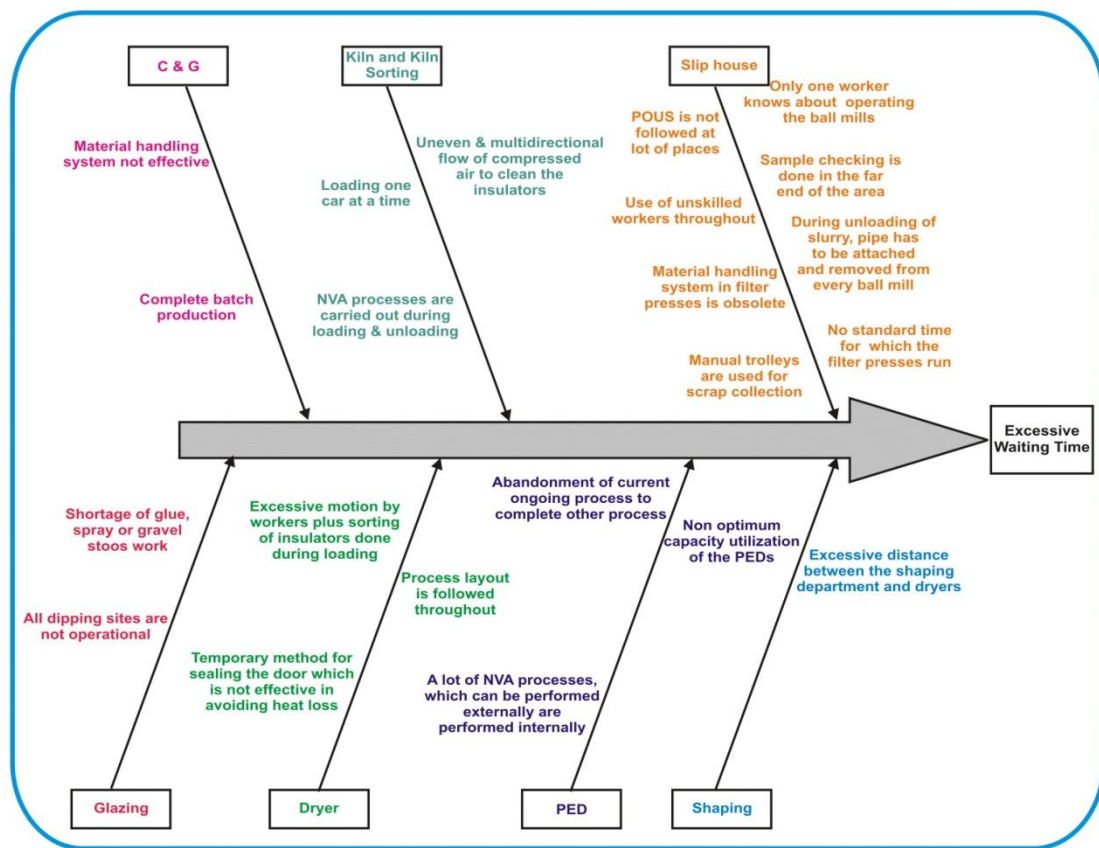 C & G
Material handling
system not effective
Complete batch
production
Kiln and Kiln
Sorting
Uneven & multidirectional
flow of compressed
air to clean the
insulators
Loading one
car at a time
NVA processes are
carried out during
loading & unloading
Slip house
Only one worker
knows about operating
the ball mills
POUS is not
followed at
lot of places
Sample checking is
done in the far
end of the area
Use of unskilled
workers throughout
During unloading of
slurry, pipe has
to be attached
and removed from
every ball mill
Material handling
system in filter
presses is obsolete
No standard time
for which the
filter presses run
Manual trolleys
are used for
scrap collection
Excessive
Waiting Time
Shortage of glue,
spray or gravel
stoos work
All dipping sites are
not operational
Glazing
Excessive motion by
workers plus sorting
of insulators done
during loading
Process layout
is followed
throughout
Temporary method for
sealing the door which
is not effective in
avoiding heat loss
Dryer
Abandonment of current
ongoing process to
complete other process
Non optimum
capacity utilization
of the PEDs
A lot of NVA processes,
which can be performed
externally are
performed internally
PED
Excessive distance
between the shaping
department and dryers
Shaping